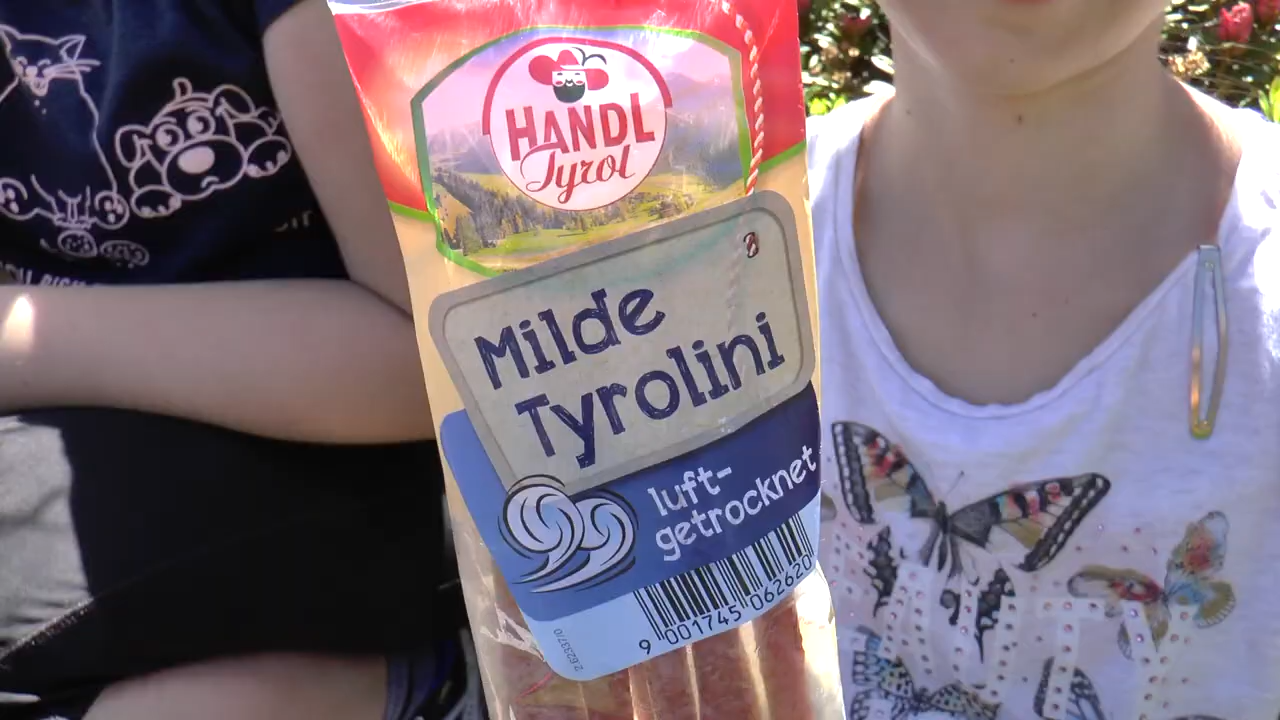 HANDL
Tyrol
Milde
Tyrolini
luft-
getrocknet
9 001745 062620